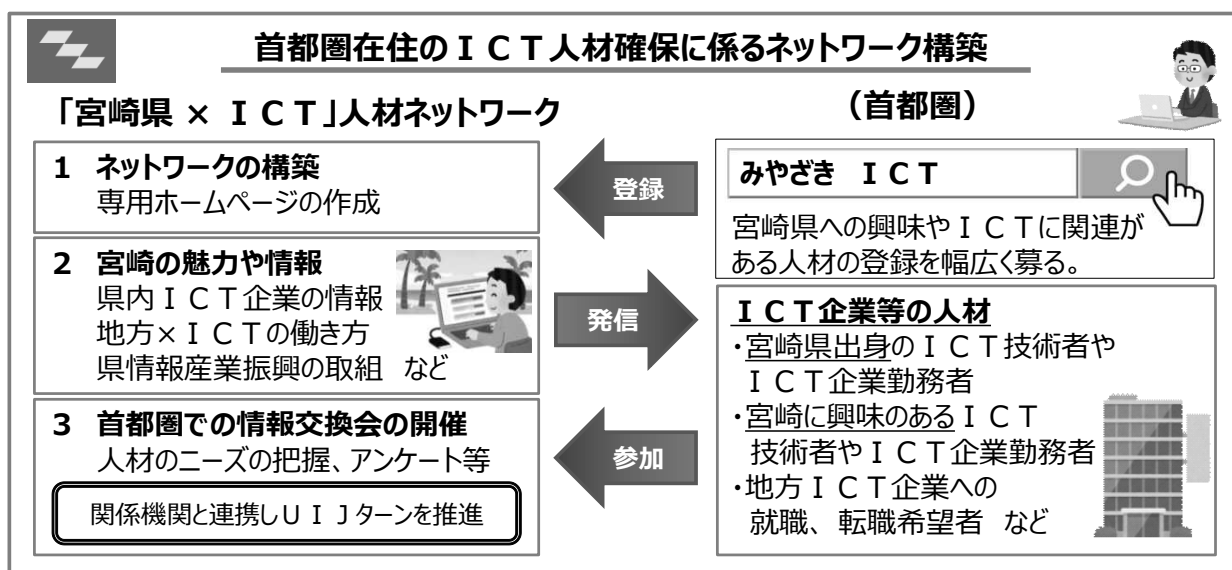 首都圏在住のＩＣＴ人材確保に係るネットワーク構築
「宮崎県 × ＩＣＴ」人材ネットワーク
１ ネットワークの構築
専用ホームページの作成
２ 宮崎の魅力や情報
県内ＩＣＴ企業の情報
地方×ＩＣＴの働き方
県情報産業振興の取組 など
３ 首都圏での情報交換会の開催
人材のニーズの把握、アンケート等
関係機関と連携しＵＩＪターンを推進
登録
発信
参加
（首都圏）
みやざき ＩＣＴ
宮崎県への興味やＩＣＴに関連が
ある人材の登録を幅広く募る。
ＩＣＴ企業等の人材
・宮崎県出身のＩＣＴ技術者や
ＩＣＴ企業勤務者
・宮崎に興味のあるＩＣＴ
技術者やＩＣＴ企業勤務者
・地方ＩＣＴ企業への
就職、転職希望者 など